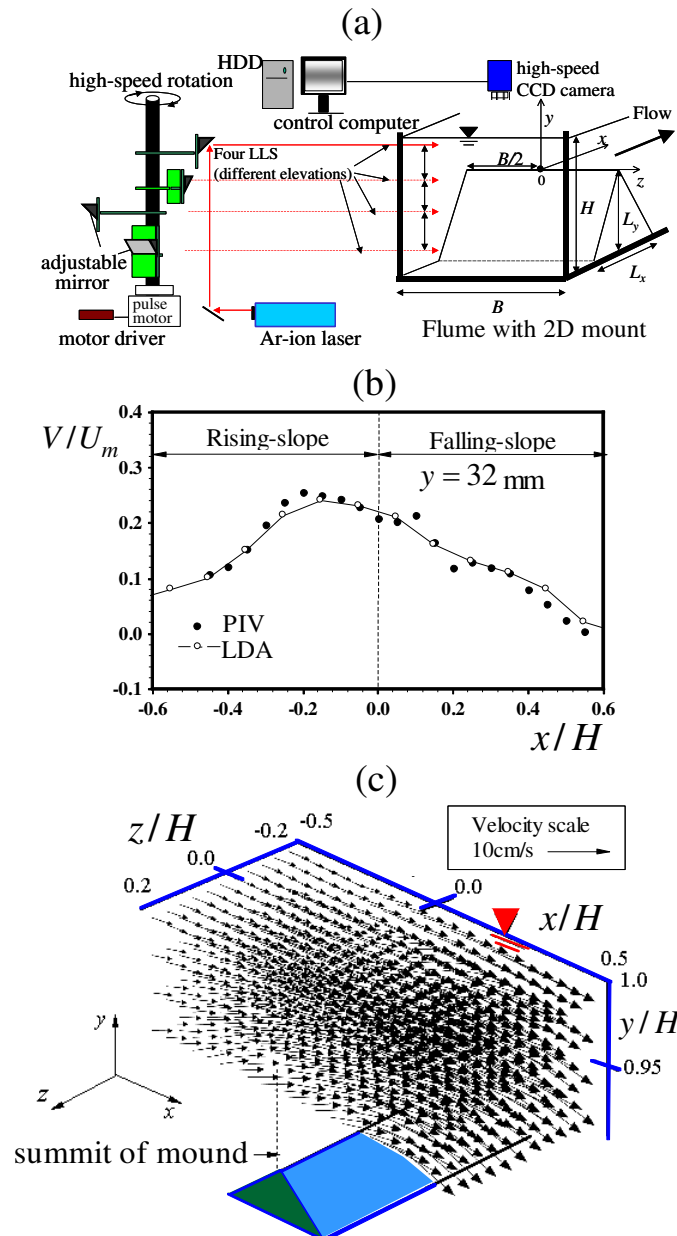 (a)
HDD
high-speed rotation
high-speed
CCD camera
control computer
Flow
y
x
Four LLS
(different elevations)
B/2
0
z
H
L_y
L_x
adjustable
mirror
pulse
motor
motor driver
Ar-ion laser
B
Flume with 2D mount
(b)
V/U_m
0.4
Rising-slope
Falling-slope
0.3
y = 32 mm
0.2
0.1
PIV
0.0
LDA
-0.1
-0.6
-0.4
-0.2
0.0
0.2
0.4
0.6
x/H
(c)
z/H
-0.2
-0.5
0.0
0.2
Velocity scale
10cm/s
0.0
x/H
0.5
1.0
y/H
0.95
y
z
x
summit of mound